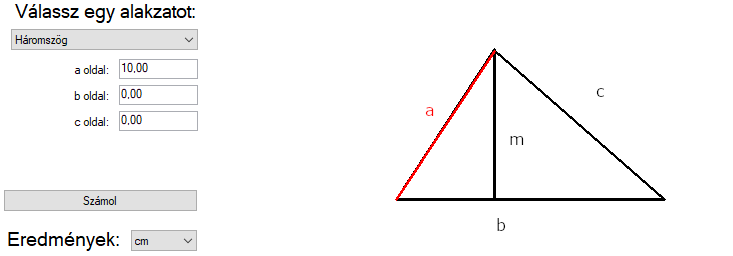 Válassz egy alakzatot:
Háromszög
a oldal: 10,00
b oldal: 0,00
c oldal: 0,00
Számol
Eredmények: cm
a
c
m
b